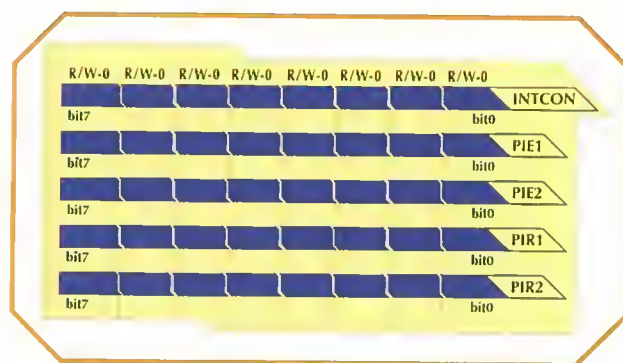 R/W-0 R/W-0 R/W-0 R/W-0 R/W-0 R/W-0 R/W-0 R/W-0
INTCON
bit7 bit0
PIE1
bit7 bit0
PIE2
bit7 bit0
PIR1
bit7 bit0
PIR2
bit7 bit0